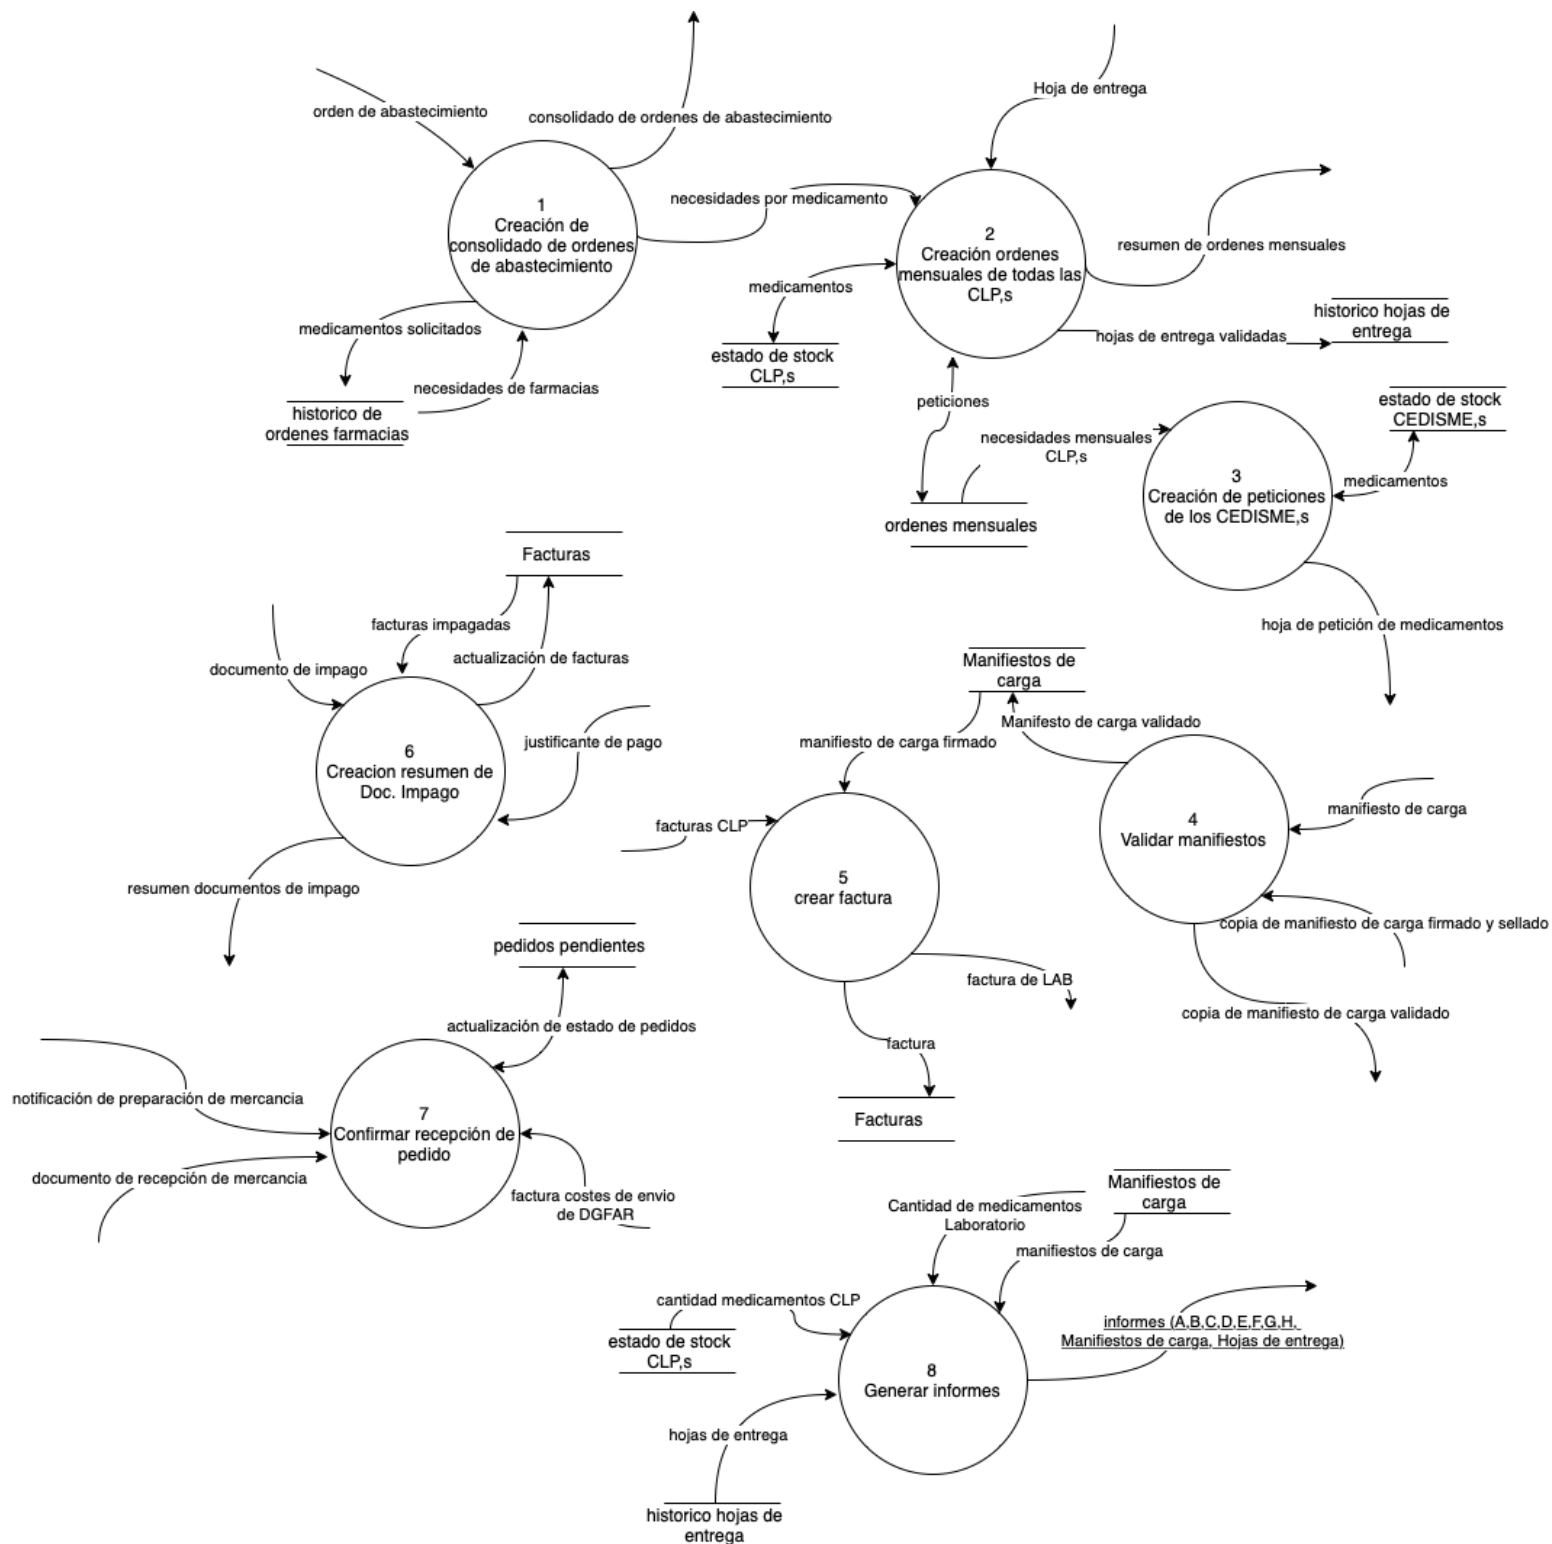 Hoja de entrega
orden de abastecimiento
consolidado de ordenes de abastecimiento
necesidades por medicamento
1
Creación de
consolidado de ordenes
de abastecimiento
2
Creación ordenes
mensuales de todas las
CLP,s
resumen de ordenes mensuales
medicamentos
medicamentos solicitados
historico hojas de
entrega
hojas de entrega validadas
estado de stock
CLP,s
necesidades de farmacias
historico de
ordenes farmacias
peticiones
estado de stock
CEDISME,s
necesidades mensuales
CLP,s
3
Creación de peticiones
de los CEDISME,s
medicamentos
ordenes mensuales
Facturas
facturas impagadas
hoja de petición de medicamentos
documento de impago
actualización de facturas
Manifiestos de
carga
Manifesto de carga validado
manifiesto de carga firmado
justificante de pago
6
Creacion resumen de
Doc. Impago
manifiesto de carga
4
Validar manifiestos
facturas CLP
5
crear factura
resumen documentos de impago
copia de manifiesto de carga firmado y sellado
pedidos pendientes
factura de LAB
copia de manifiesto de carga validado
actualización de estado de pedidos
factura
notificación de preparación de mercancia
7
Confirmar recepción de
pedido
Facturas
documento de recepción de mercancia
factura costes de envio
de DGFAR
Manifiestos de
carga
Cantidad de medicamentos
Laboratorio
manifiestos de carga
cantidad medicamentos CLP
informes (A,B,C,D,E,F,G,H,
Manifiestos de carga, Hojas de entrega)
estado de stock
CLP,s
8
Generar informes
hojas de entrega
historico hojas de
entrega